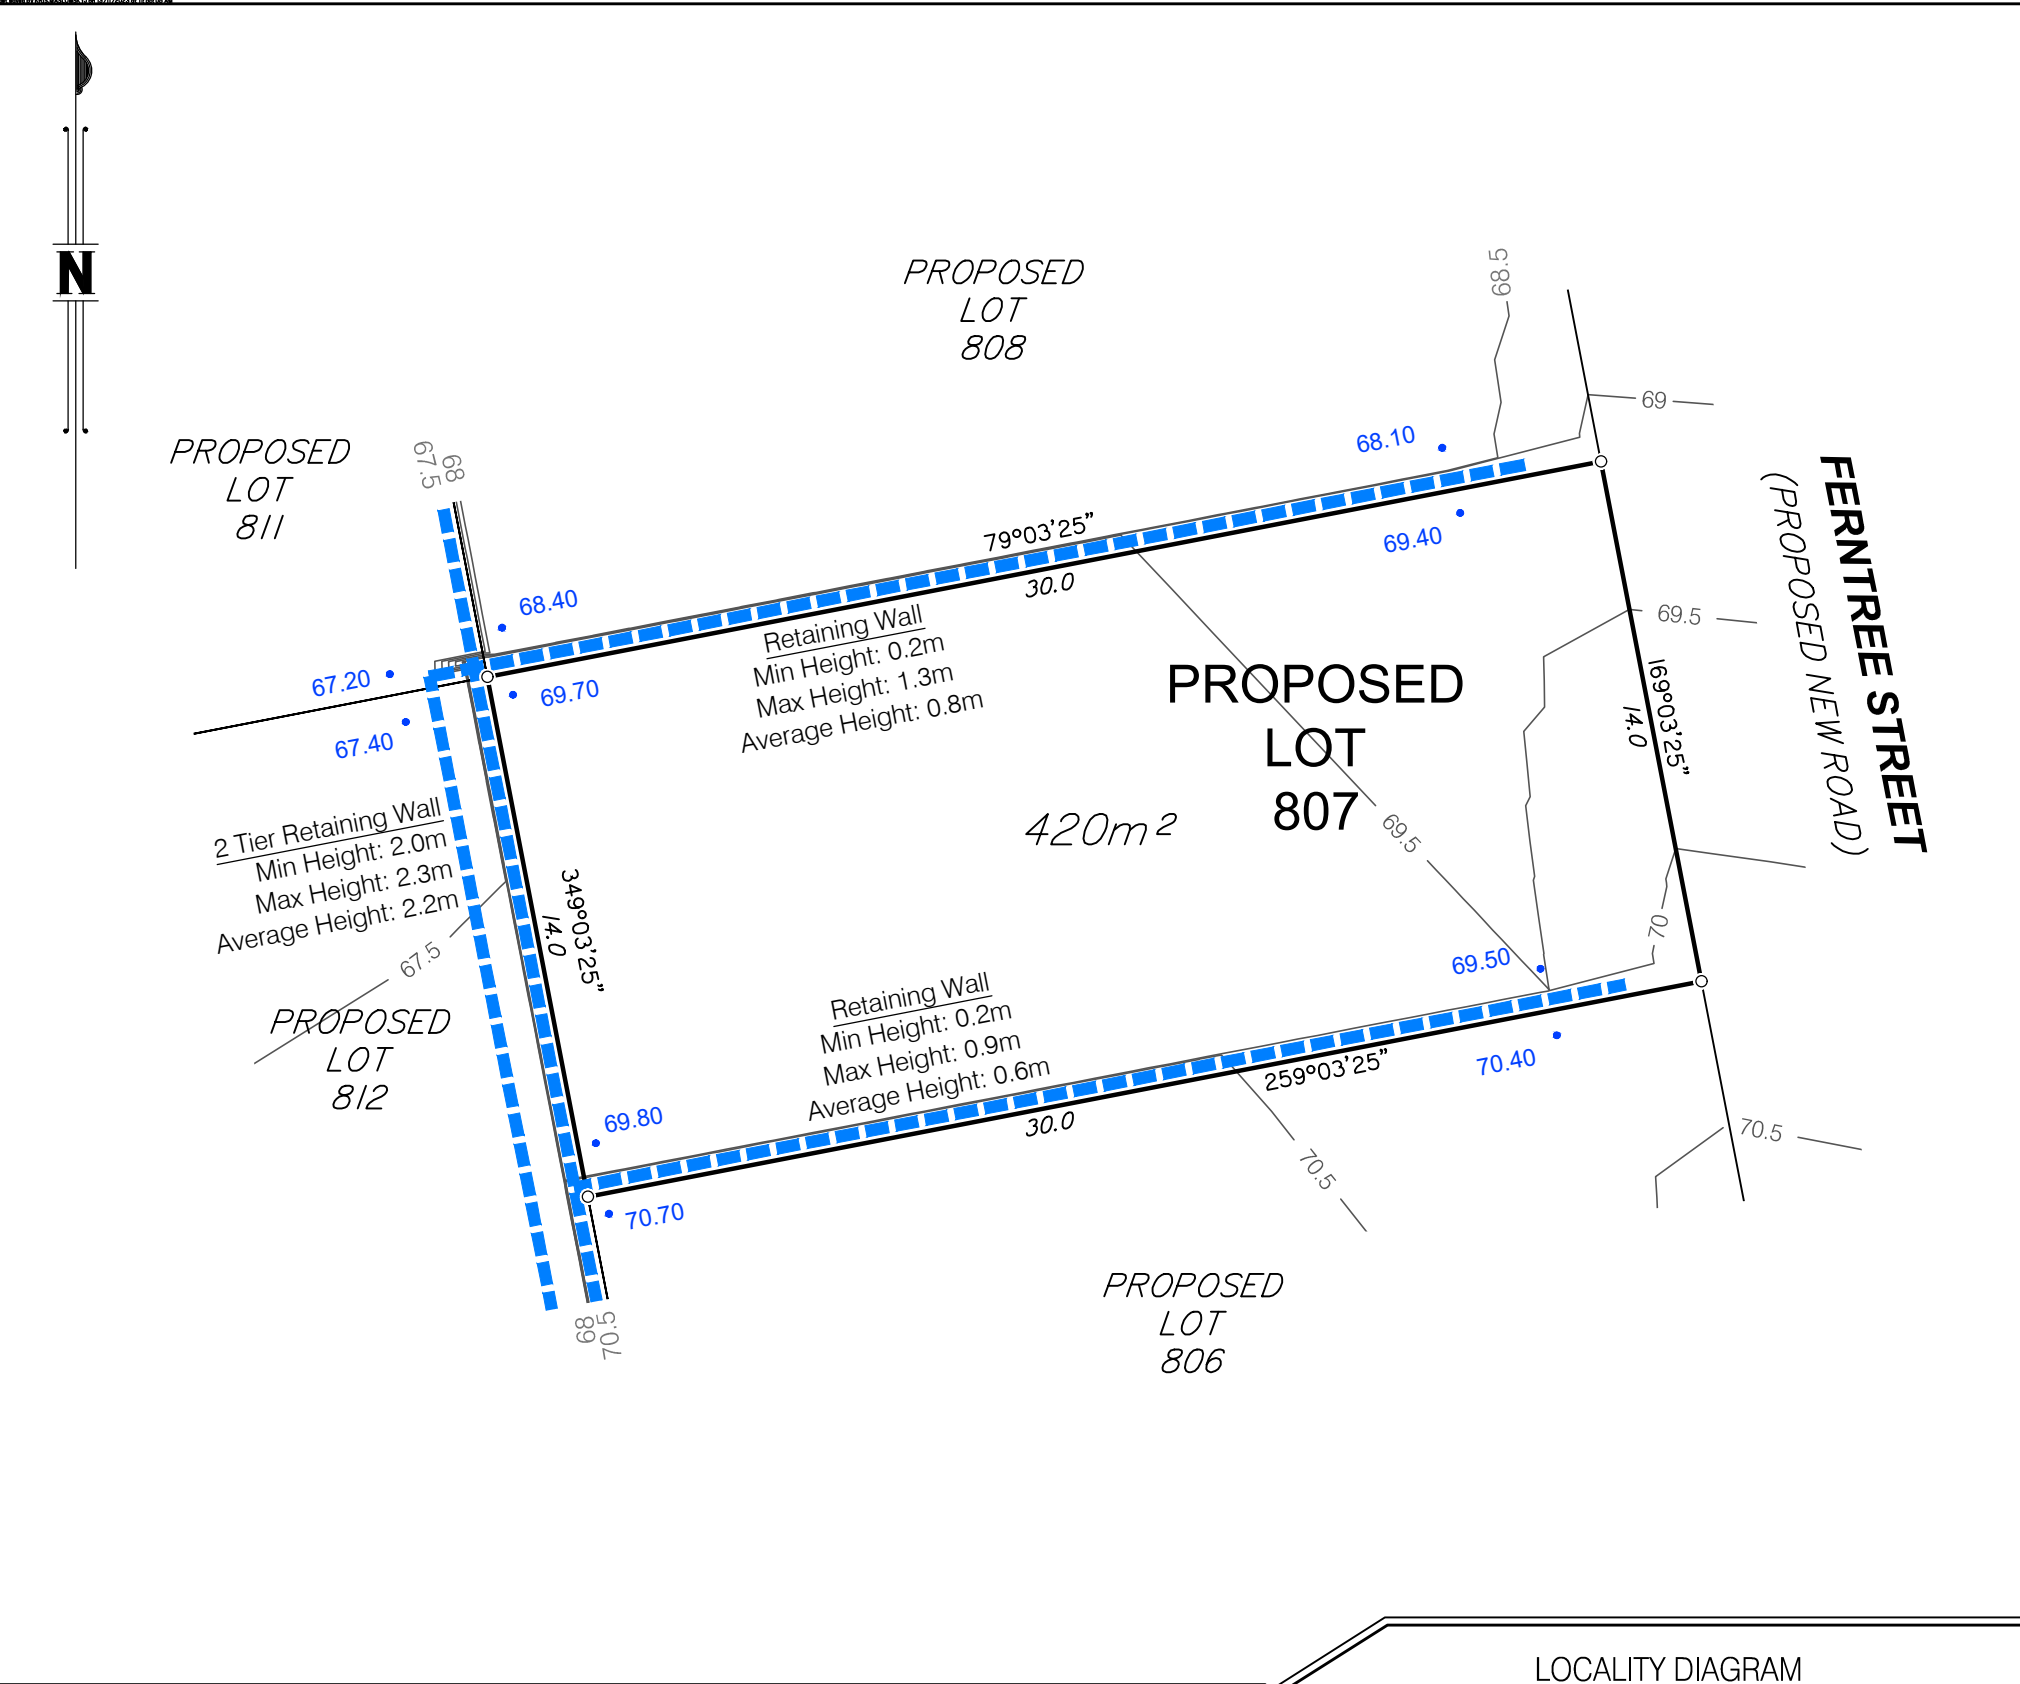 N
PROPOSED
LOT
808
68.5
69
PROPOSED
LOT
811
67.5
68
68.10
69.40
FERNTREE STREET
(PROPOSED NEW ROAD)
79°03'25"
30.0
68.40
67.20
69.70
67.40
Retaining Wall
Min Height: 0.2m
Max Height: 1.3m
Average Height: 0.8m
PROPOSED
LOT
807
420m²
69.5
69.5
169°03'25"
14.0
2 Tier Retaining Wall
Min Height: 2.0m
Max Height: 2.3m
Average Height: 2.2m
67.5
349°03'25"
14.0
70
69.50
70.40
Retaining Wall
Min Height: 0.2m
Max Height: 0.9m
Average Height: 0.6m
259°03'25"
30.0
PROPOSED
LOT
812
69.80
70.70
70.5
70.5
68
70.5
PROPOSED
LOT
806
LOCALITY DIAGRAM